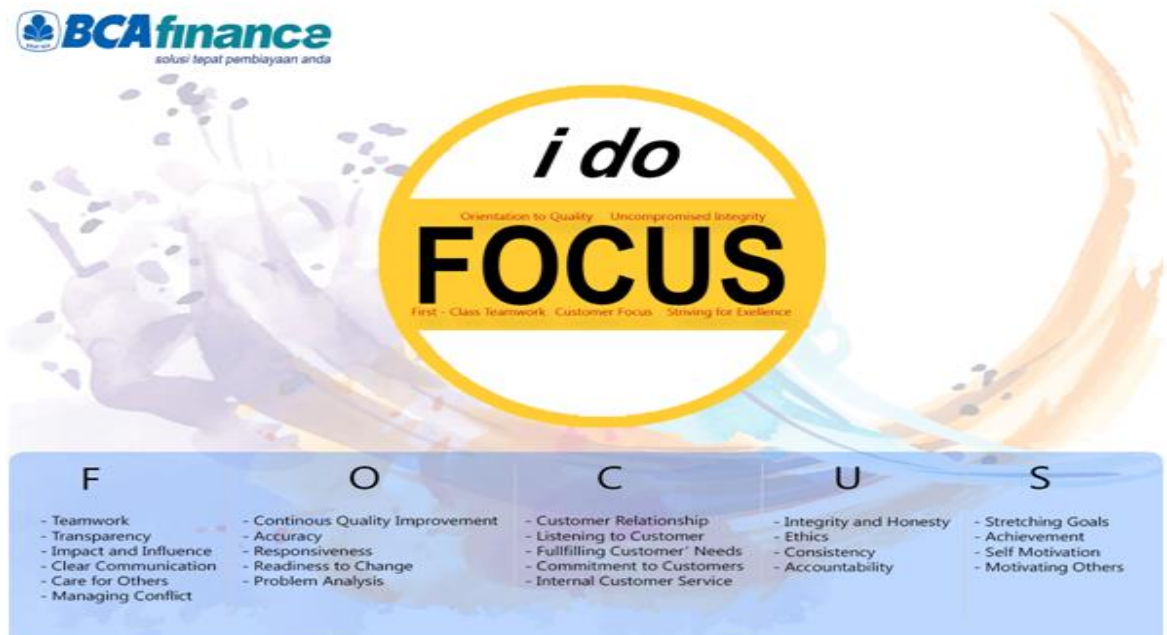 BCA finance
solusi tepat pembiayaan anda
i do
Orientation to Quality Uncompromised Integrity
FOCUS
First - Class Teamwork Customer Focus Striving for Exellence
F
- Teamwork
- Transparency
- Impact and Influence
- Clear Communication
- Care for Others
- Managing Conflict
O
- Continous Quality Improvement
- Accuracy
- Responsiveness
- Readiness to Change
- Problem Analysis
C
- Customer Relationship
- Listening to Customer
- Fullfilling Customer' Needs
- Commitment to Customers
- Internal Customer Service
U
- Integrity and Honesty
- Ethics
- Consistency
- Accountability
S
- Stretching Goals
- Achievement
- Self Motivation
- Motivating Others